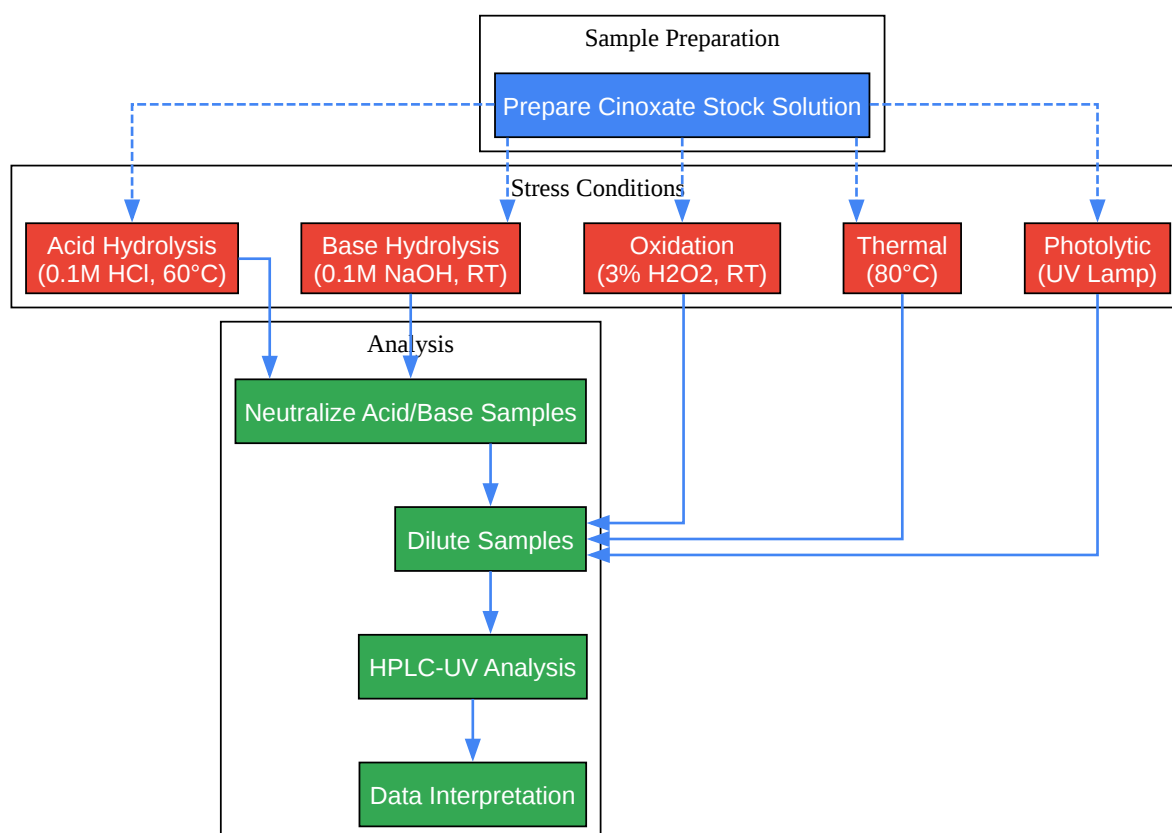 Sample Preparation
Prepare Cinoxate Stock Solution
Stress Conditions
Acid Hydrolysis
(0.1M HCl, 60°C)
Base Hydrolysis
(0.1M NaOH, RT)
Oxidation
(3% H2O2, RT)
Thermal
(80°C)
Photolytic
(UV Lamp)
Analysis
Neutralize Acid/Base Samples
Dilute Samples
HPLC-UV Analysis
Data Interpretation